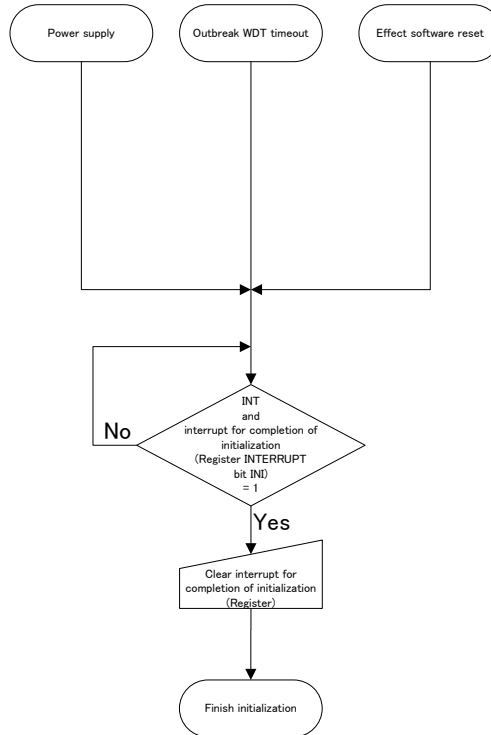 Power supply
Outbreak WDT timeout
Effect software reset
INT
and
interrupt for completion of
initialization
(Register INTERRUPT
bit INI)
= 1
No
Yes
Clear interrupt for
completion of initialization
(Register)
Finish initialization